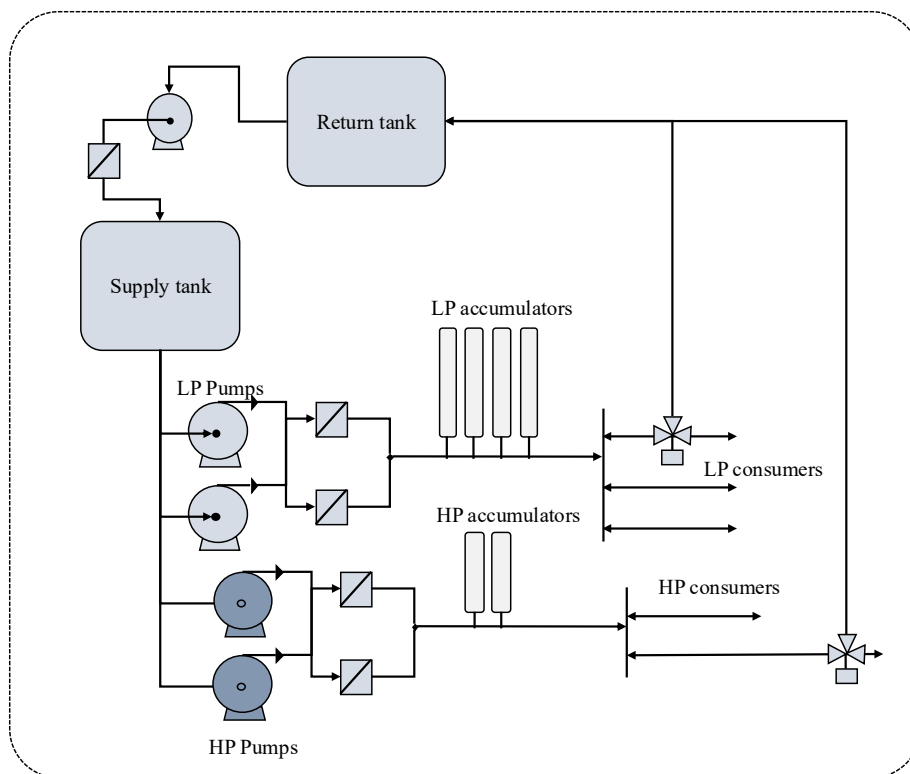 Return tank
Supply tank
LP accumulators
LP Pumps
LP consumers
HP accumulators
HP consumers
HP Pumps